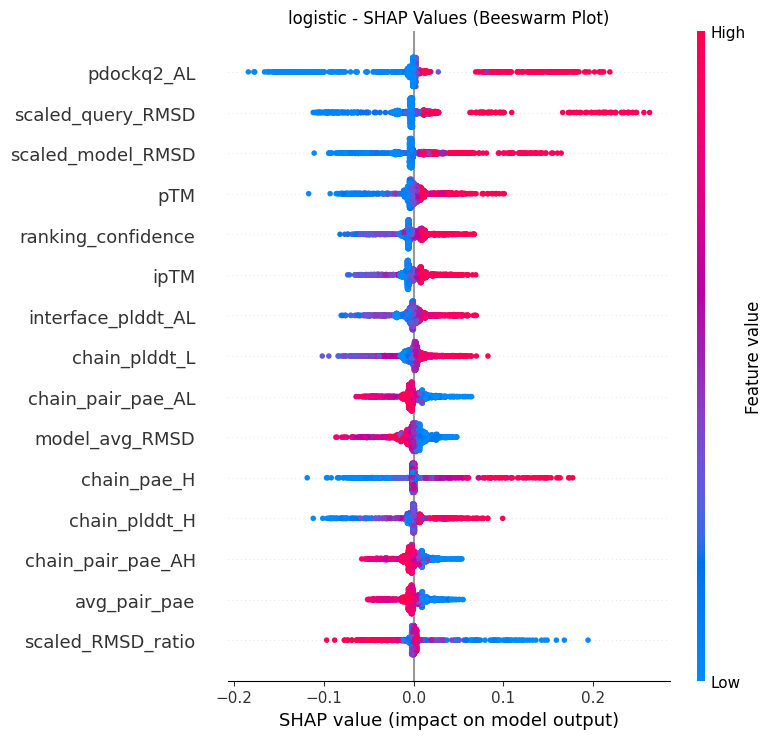 logistic - SHAP Values (Beeswarm Plot)
High
pdockq2_AL
scaled_query_RMSD
scaled_model_RMSD
pTM
ranking_confidence
ipTM
interface_plddt_AL
chain_plddt_L
chain_pair_pae_AL
model_avg_RMSD
chain_pae_H
chain_plddt_H
chain_pair_pae_AH
avg_pair_pae
scaled_RMSD_ratio
Feature value
Low
−0.2 −0.1 0.0 0.1 0.2
SHAP value (impact on model output)